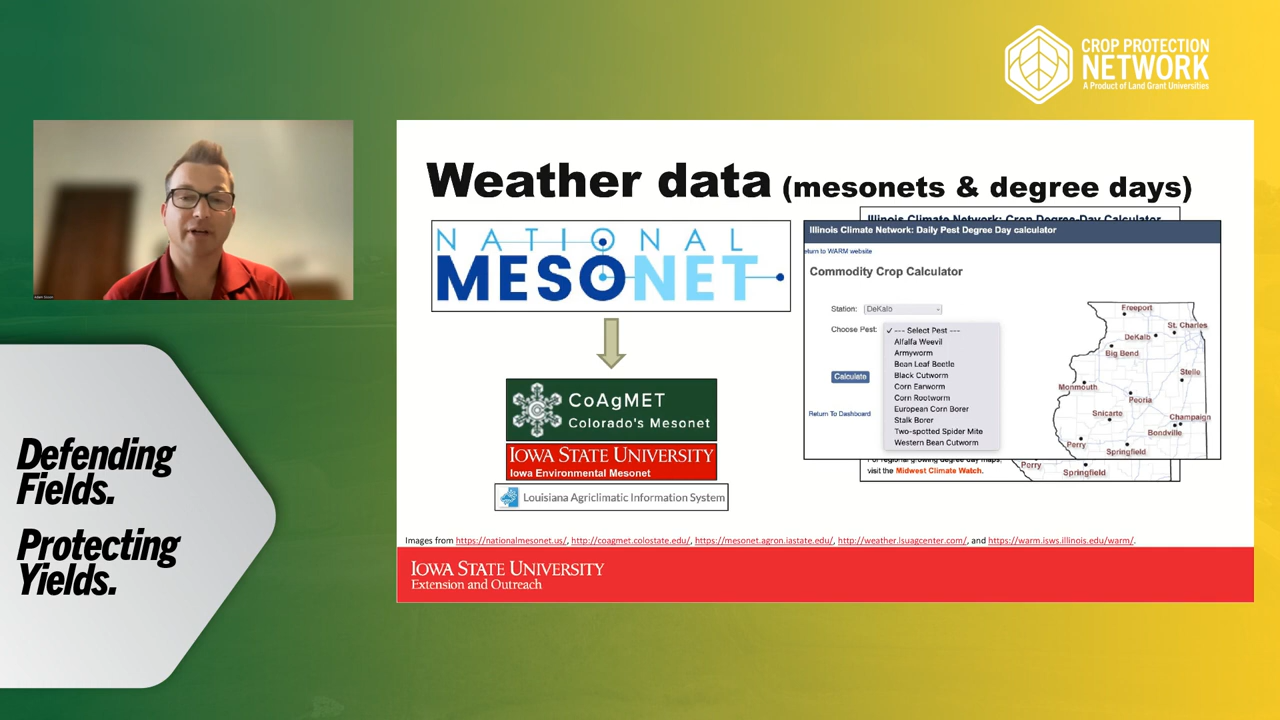 CROP PROTECTION
NETWORK
A Product of Land Grant Universities
Defending
Fields.
Protecting
Yields.
Weather data (mesonets & degree days)
NATIONAL
MESONET
CoAgMET
Colorado's Mesonet
IOWA STATE UNIVERSITY
Iowa Environmental Mesonet
Louisiana Agriclimatic Information System
Illinois Climate Network: Crop Degree-Day Calculator
Illinois Climate Network: Daily Pest Degree Day calculator
eturn to WARM website
Commodity Crop Calculator
Station: DeKalb
Choose Pest: ✓ --- Select Pest ---
Alfalfa Weevil
Armyworm
Bean Leaf Beetle
Black Cutworm
Corn Earworm
Corn Rootworm
European Corn Borer
Stalk Borer
Two-spotted Spider Mite
Western Bean Cutworm
Calculate
Return To Dashboard
Freeport
St. Charles
DeKalb
Big Bend
Stelle
Monmouth
Peoria
Snicarte
Champaign
Bondville
Perry
Springfield
visit the Midwest Climate Watch.
Perry
Springfield
Images from https://nationalmesonet.us/, http://coagmet.colostate.edu/, https://mesonet.agron.iastate.edu/, http://weather.lsuagcenter.com/, and https://warm.isws.illinois.edu/warm/.
IOWA STATE UNIVERSITY
Extension and Outreach